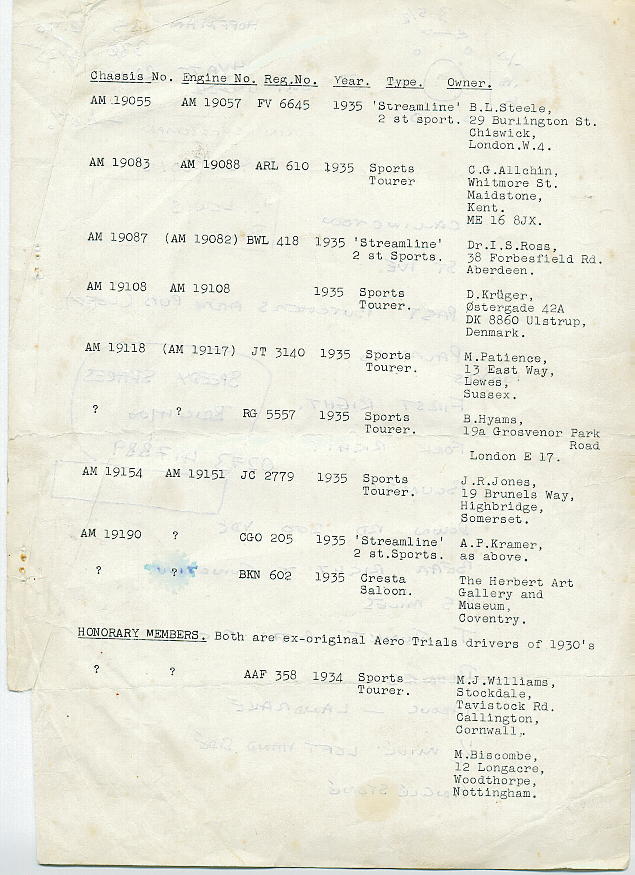 Chassis No. Engine No. Reg.No. Year. Type. Owner.
AM 19055 AM 19057 FV 6645 1935 'Streamline' B.L.Steele,
2 st sport. 29 Burlington St.
Chiswick,
London.W.4.
AM 19083 AM 19088 ARL 610 1935 Sports C.G.Allchin,
Tourer Whitmore St.
Maidstone,
Kent.
ME 16 8JX.
AM 19087 (AM 19082) BWL 418 1935 'Streamline' Dr.I.S.Ross,
2 st Sports. 38 Forbesfield Rd.
Aberdeen.
AM 19108 AM 19108 1935 Sports D.Krüger,
Tourer. Østergade 42A
DK 8860 Ulstrup,
Denmark.
AM 19118 (AM 19117) JT 3140 1935 Sports M.Patience,
Tourer. 13 East Way,
Lewes,
Sussex.
? ? RG 5557 1935 Sports B.Hyams,
Tourer. 19a Grosvenor Park
Road
London E 17.
AM 19154 AM 19151 JC 2779 1935 Sports J.R.Jones,
Tourer. 19 Brunels Way,
Highbridge,
Somerset.
AM 19190 ? CGO 205 1935 'Streamline' A.P.Kramer,
2 st.Sports. as above.
? ? BKN 602 1935 Cresta The Herbert Art
Saloon. Gallery and
Museum,
Coventry.
HONORARY MEMBERS. Both are ex-original Aero Trials drivers of 1930's
? ? AAF 358 1934 Sports M.J.Williams,
Tourer. Stockdale,
Tavistock Rd.
Callington,
Cornwall,.
M.Biscombe,
12 Longacre,
Woodthorpe,
Nottingham.